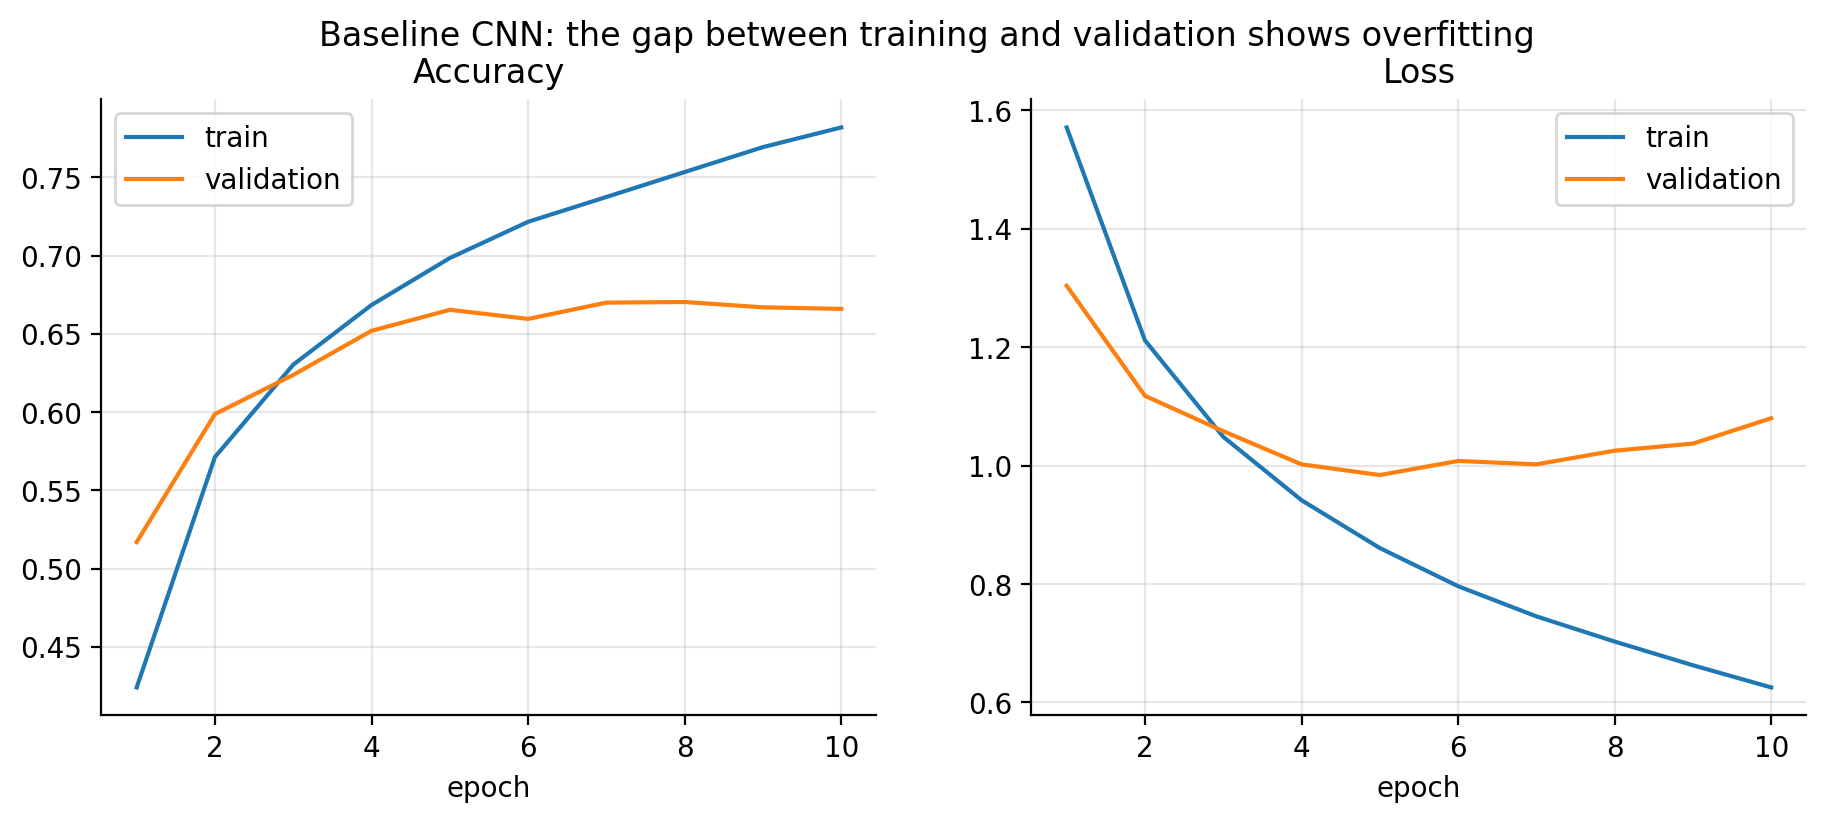 Baseline CNN: the gap between training and validation shows overfitting
Accuracy
train
validation
0.75
0.70
0.65
0.60
0.55
0.50
0.45
2 4 6 8 10
epoch
Loss
train
validation
1.6
1.4
1.2
1.0
0.8
0.6
2 4 6 8 10
epoch